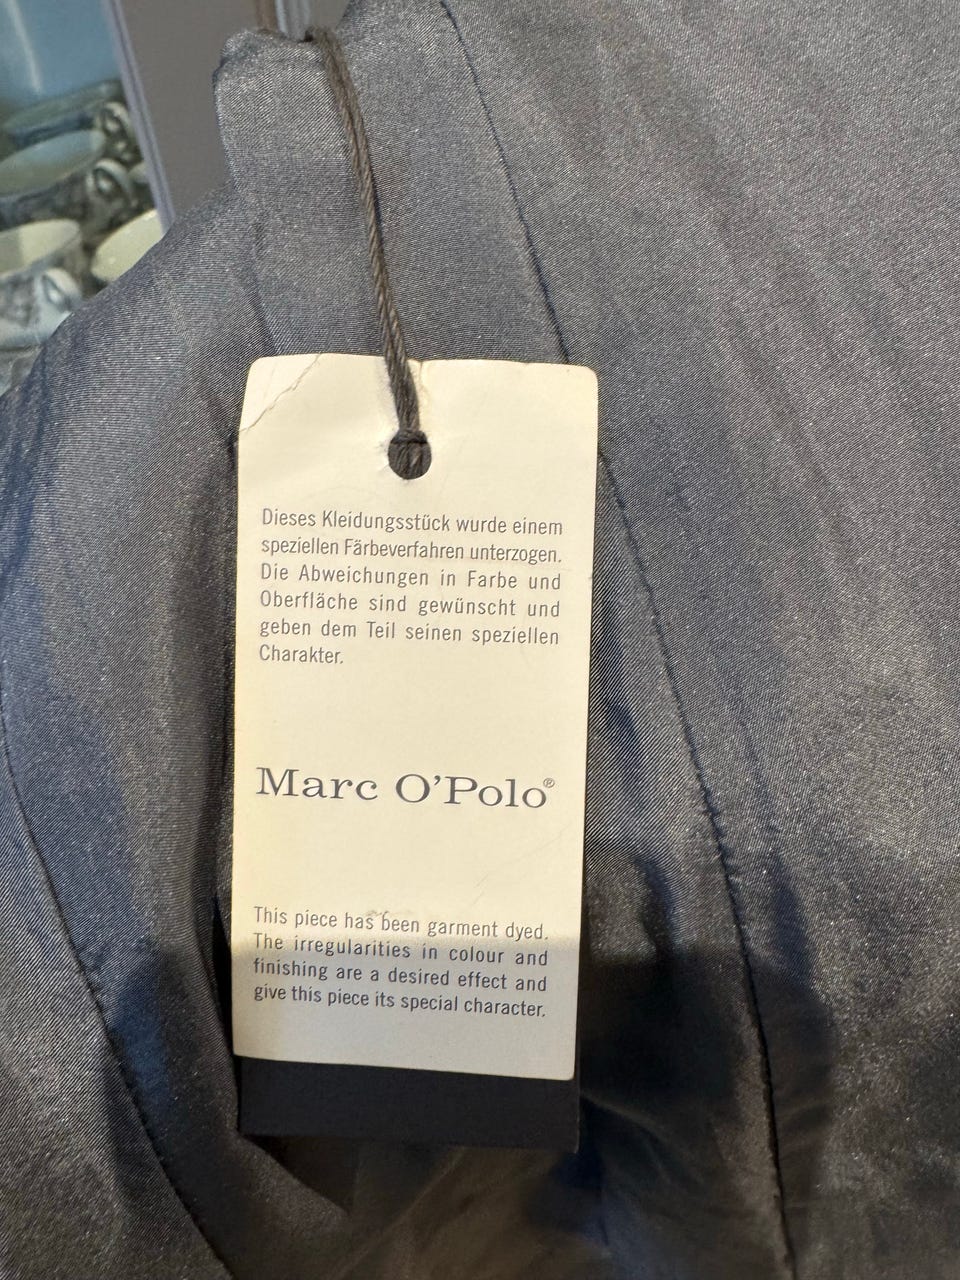 Dieses Kleidungsstück wurde einem
speziellen Färbeverfahren unterzogen.
Die Abweichungen in Farbe und
Oberfläche sind gewünscht und
geben dem Teil seinen speziellen
Charakter.
Marc O'Polo®
This piece has been garment dyed.
The irregularities in colour and
finishing are a desired effect and
give this piece its special character.